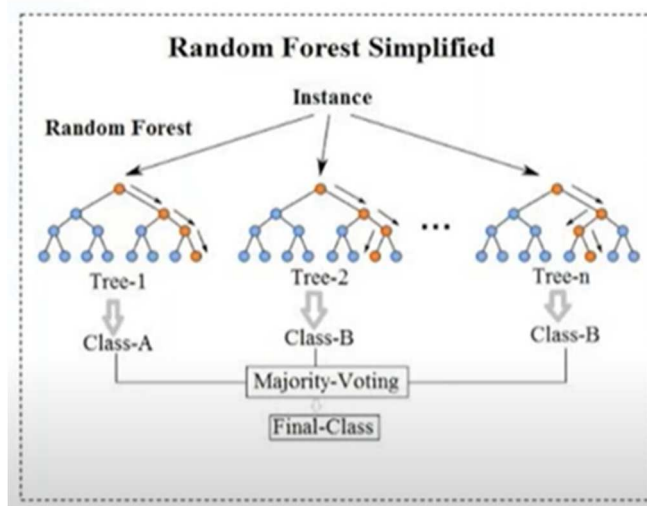 Random Forest Simplified
Instance
Random Forest
...
Tree-1
Tree-2
Tree-n
Class-A
Class-B
Class-B
Majority-Voting
Final-Class